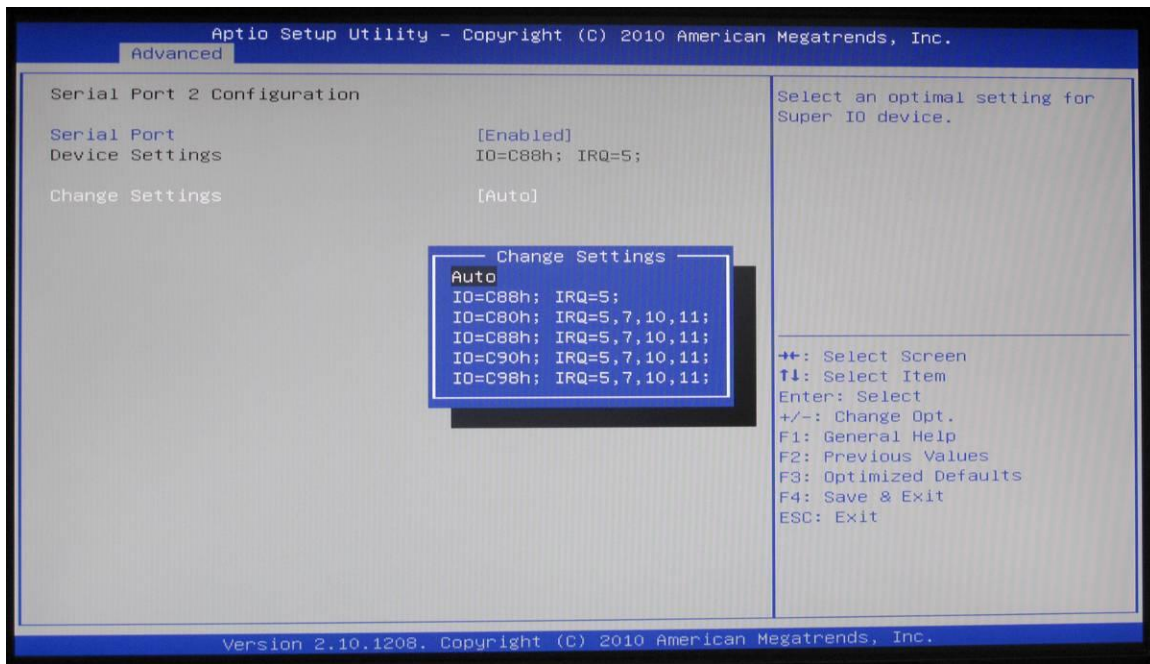 Aptio Setup Utility – Copyright (C) 2010 American Megatrends, Inc.
Advanced
Serial Port 2 Configuration
Serial Port [Enabled]
Device Settings IO=C88h; IRQ=5;
Change Settings [Auto]
Change Settings
Auto
IO=C88h; IRQ=5;
IO=C80h; IRQ=5,7,10,11;
IO=C88h; IRQ=5,7,10,11;
IO=C90h; IRQ=5,7,10,11;
IO=C98h; IRQ=5,7,10,11;
Select an optimal setting for
Super IO device.
→←: Select Screen
↑↓: Select Item
Enter: Select
+/-: Change Opt.
F1: General Help
F2: Previous Values
F3: Optimized Defaults
F4: Save & Exit
ESC: Exit
Version 2.10.1208. Copyright (C) 2010 American Megatrends, Inc.